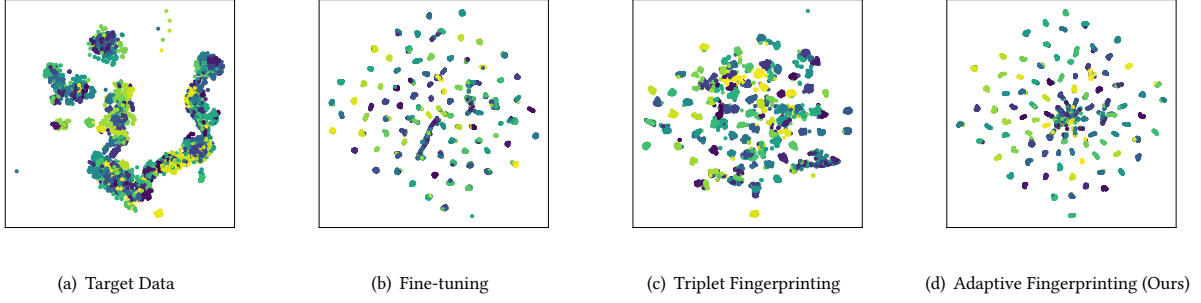 (a) Target Data
(b) Fine-tuning
(c) Triplet Fingerprinting
(d) Adaptive Fingerprinting (Ours)